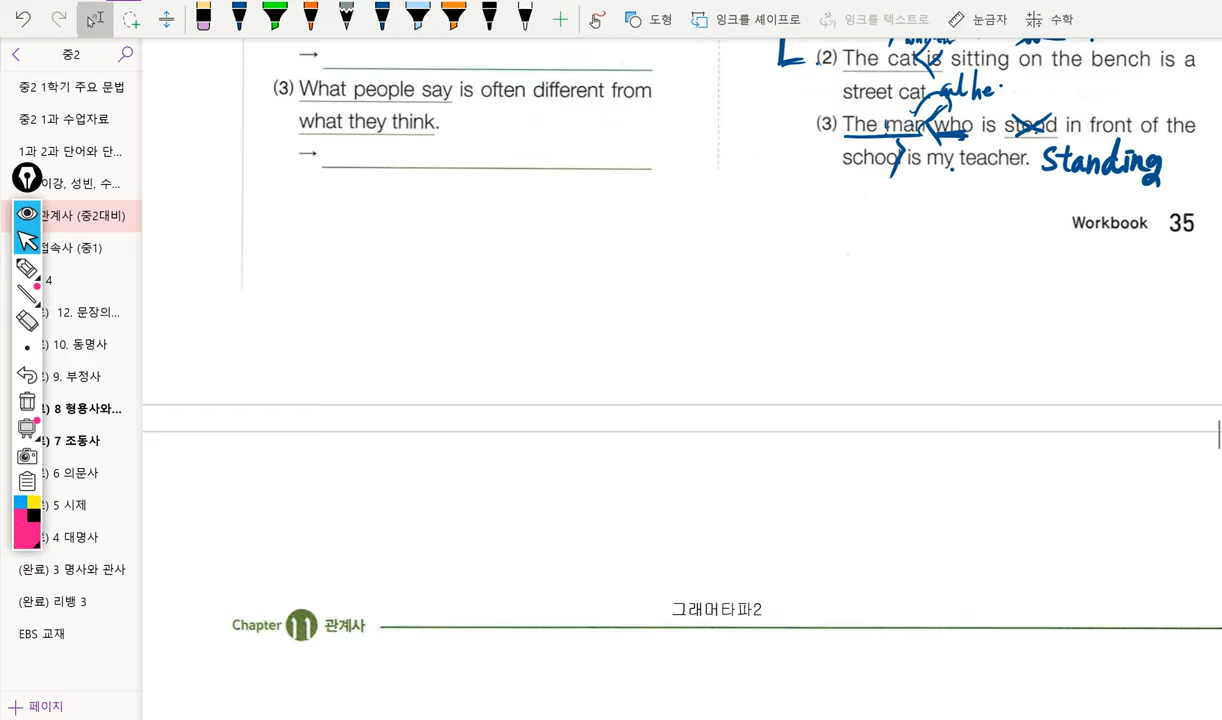 도형
잉크를 셰이프로
잉크를 텍스트로
눈금자
수학
중2
중2 1학기 주요 문법
중2 1과 수업자료
1과 2과 단어와 단...
이강, 성빈, 수...
관계사 (중2대비)
접속사 (중1)
4
12. 문장의...
10. 동명사
9. 부정사
8 형용사와...
7 조동사
6 의문사
5 시제
4 대명사
(완료) 3 명사와 관사
(완료) 리뱅 3
EBS 교재
페이지
→
(3) What people say is often different from
what they think.
→
(2) The cat is sitting on the bench is a
street cat.
(3) The man who is stood in front of the
school is my teacher. Standing
Workbook 35
그래머타파2
Chapter 11 관계사